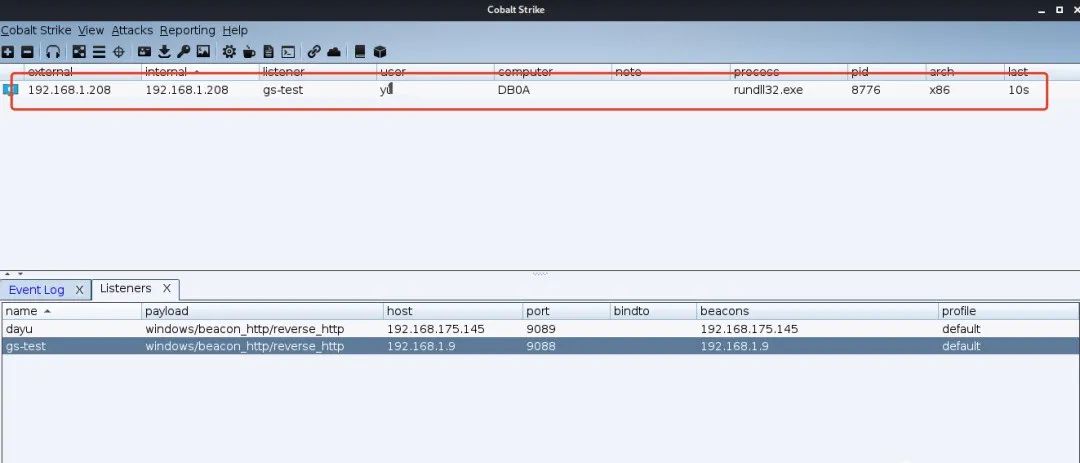 Cobalt Strike
Cobalt Strike View Attacks Reporting Help
external internal listener user computer note process pid arch last
192.168.1.208 192.168.1.208 gs-test DB0A rundll32.exe 8776 x86 10s
Event Log X Listeners X
name payload host port bindto beacons profile
dayu windows/beacon_http/reverse_http 192.168.175.145 9089 192.168.175.145 default
gs-test windows/beacon_http/reverse_http 192.168.1.9 9088 192.168.1.9 default